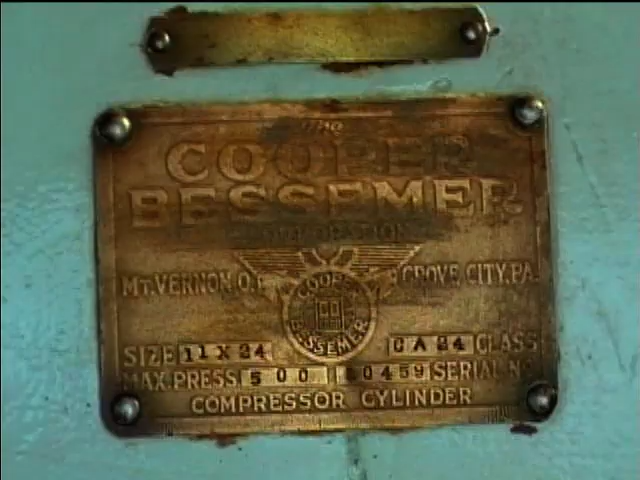 THE
COOPER
BESSEMER
CORPORATION
MT. VERNON, O. GROVE CITY, PA.
COOPER
BESSEMER
SIZE 11 X 24 CA 24 CLASS
MAX. PRESS 500 SERIAL NO.
COMPRESSOR CYLINDER